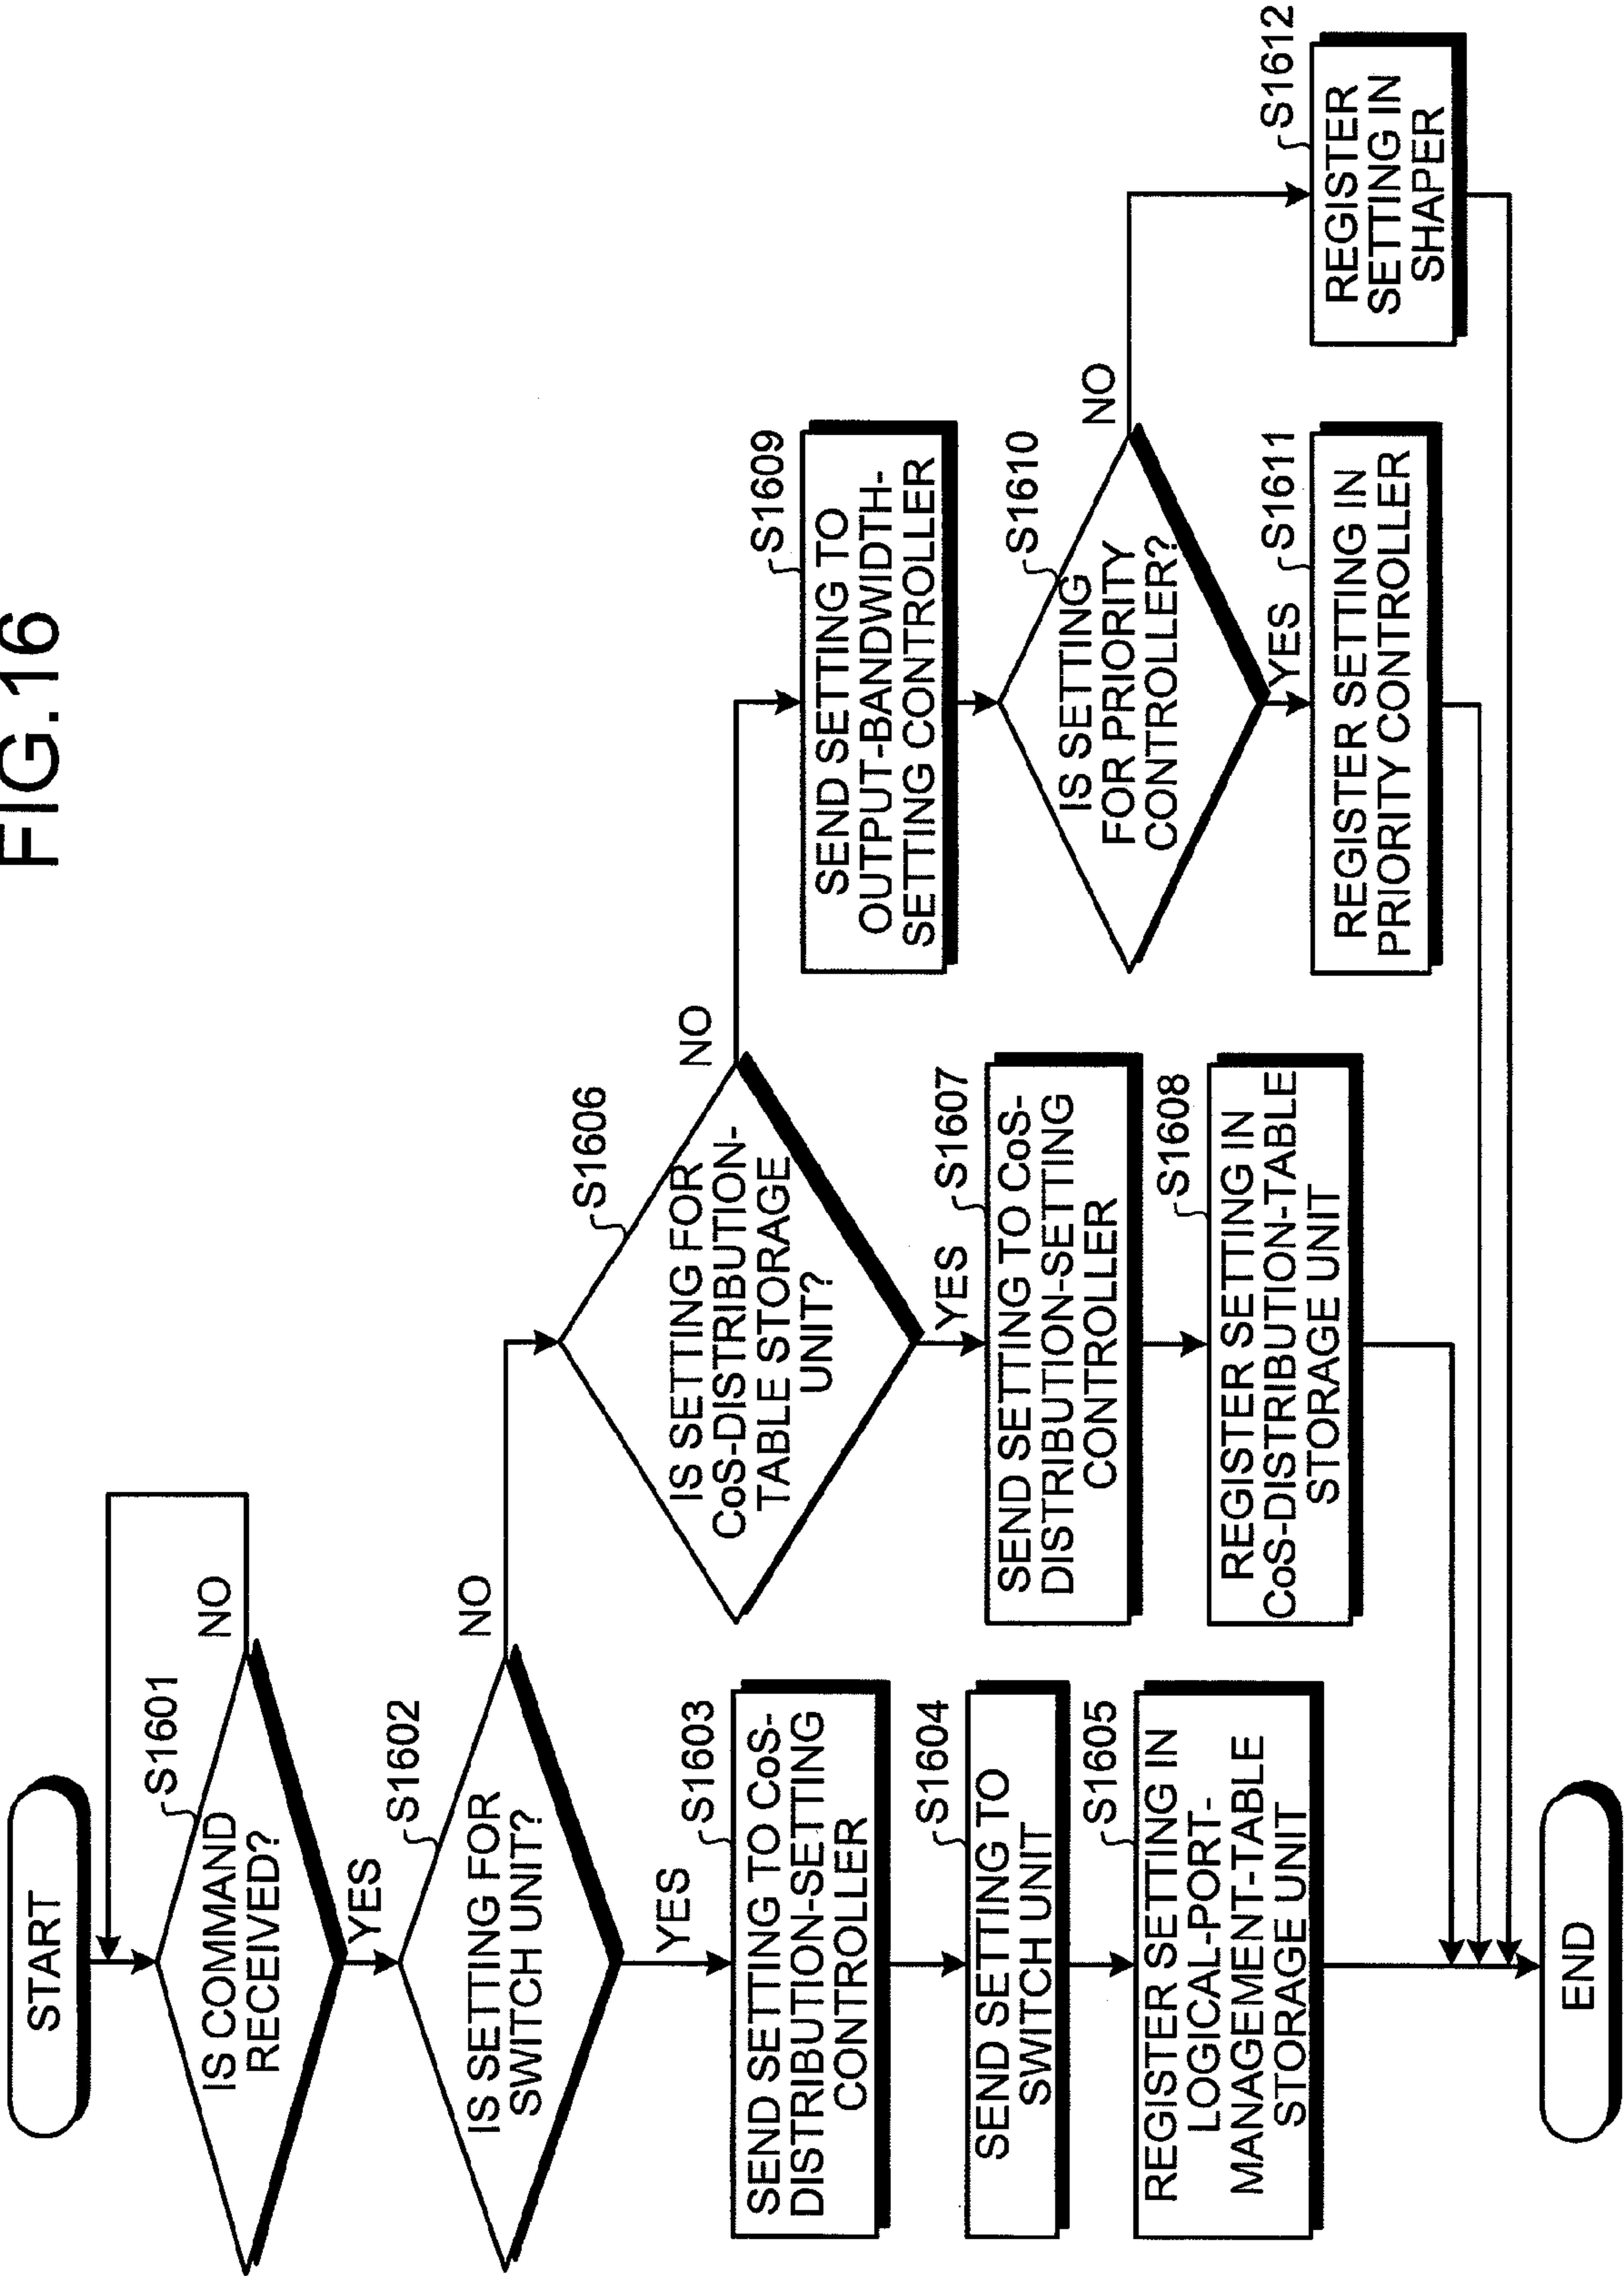 FIG.16
START
S1601
IS COMMAND
RECEIVED?
NO
YES
S1602
IS SETTING FOR
SWITCH UNIT?
NO
YES
S1603
SEND SETTING TO CoS-
DISTRIBUTION-SETTING
CONTROLLER
S1604
SEND SETTING TO
SWITCH UNIT
S1605
REGISTER SETTING IN
LOGICAL-PORT-
MANAGEMENT-TABLE
STORAGE UNIT
S1606
IS SETTING FOR
CoS-DISTRIBUTION-
TABLE STORAGE
UNIT?
NO
YES
S1607
SEND SETTING TO CoS-
DISTRIBUTION-SETTING
CONTROLLER
S1608
REGISTER SETTING IN
CoS-DISTRIBUTION-TABLE
STORAGE UNIT
S1609
SEND SETTING TO
OUTPUT-BANDWIDTH-
SETTING CONTROLLER
S1610
IS SETTING
FOR PRIORITY
CONTROLLER?
NO
YES
S1611
REGISTER SETTING IN
PRIORITY CONTROLLER
S1612
REGISTER
SETTING IN
SHAPER
END